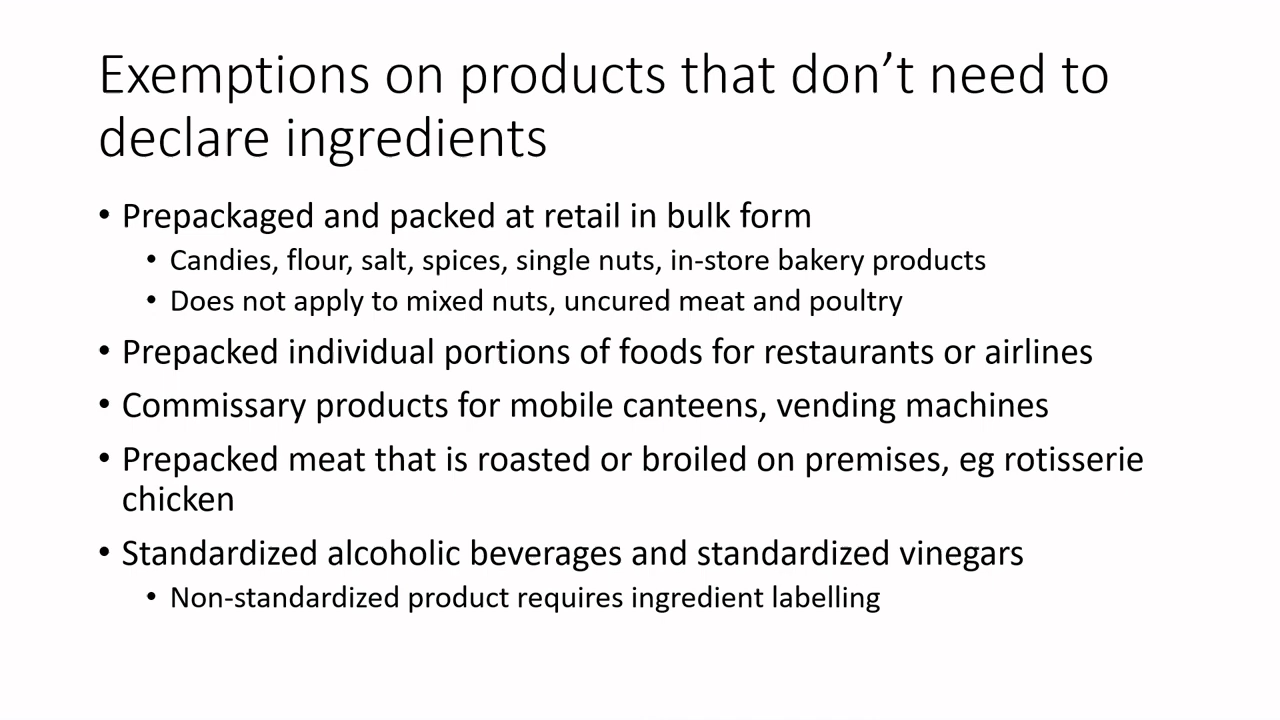 Exemptions on products that don’t need to
declare ingredients
• Prepackaged and packed at retail in bulk form
• Candies, flour, salt, spices, single nuts, in-store bakery products
• Does not apply to mixed nuts, uncured meat and poultry
• Prepacked individual portions of foods for restaurants or airlines
• Commissary products for mobile canteens, vending machines
• Prepacked meat that is roasted or broiled on premises, eg rotisserie
chicken
• Standardized alcoholic beverages and standardized vinegars
• Non-standardized product requires ingredient labelling